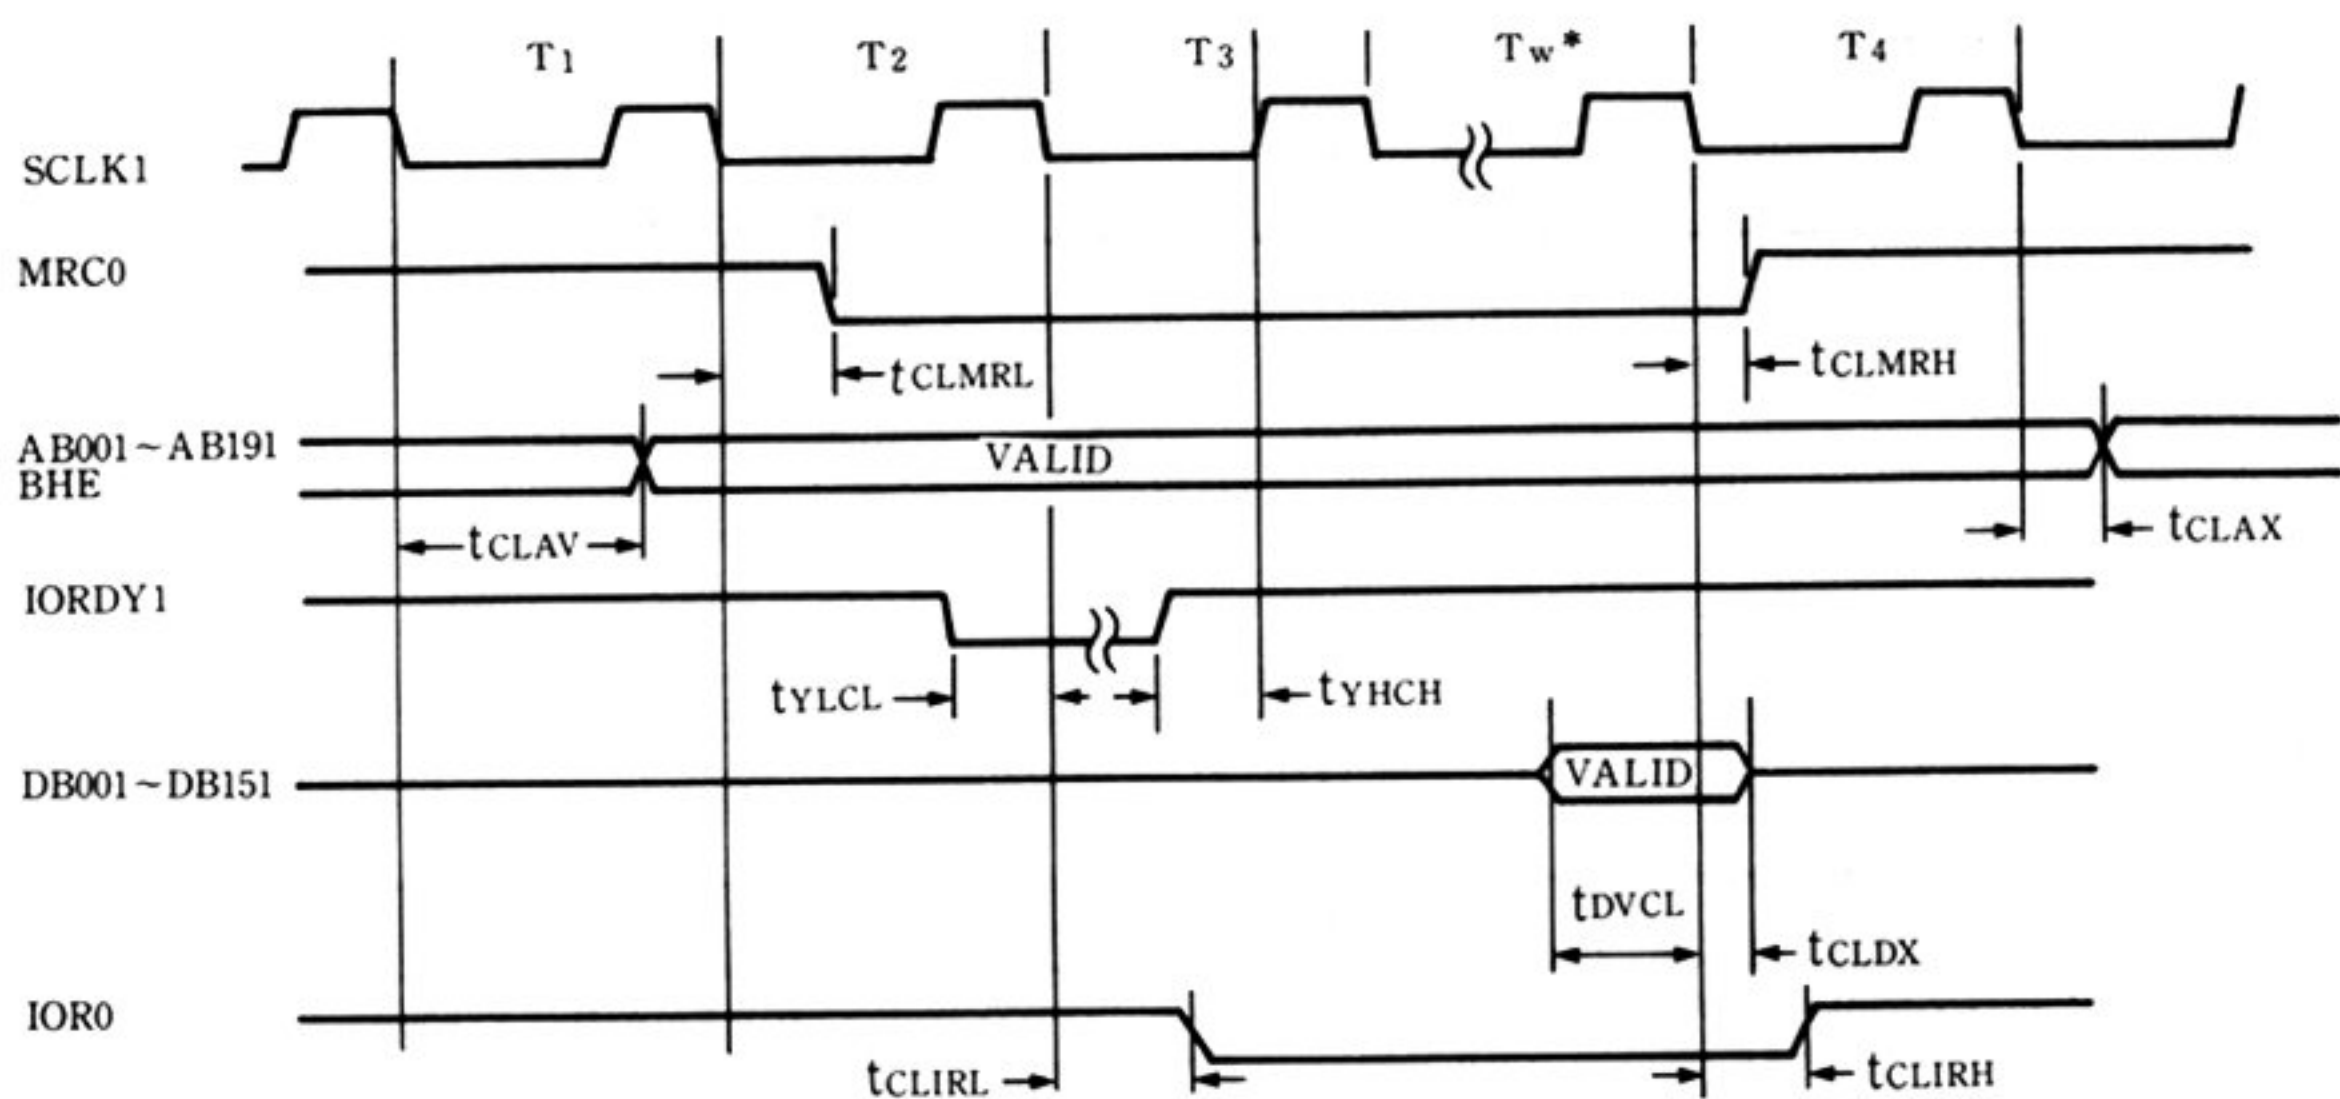 T1 T2 T3 Tw* T4
SCLK1
MRC0
tCLMRL tCLMRH
AB001~AB191
BHE
VALID
tCLAV tCLAX
IORDY1
tYLCL tYHCH
DB001~DB151
VALID
tDVCL
tCLDX
IOR0
tCLIRL tCLIRH